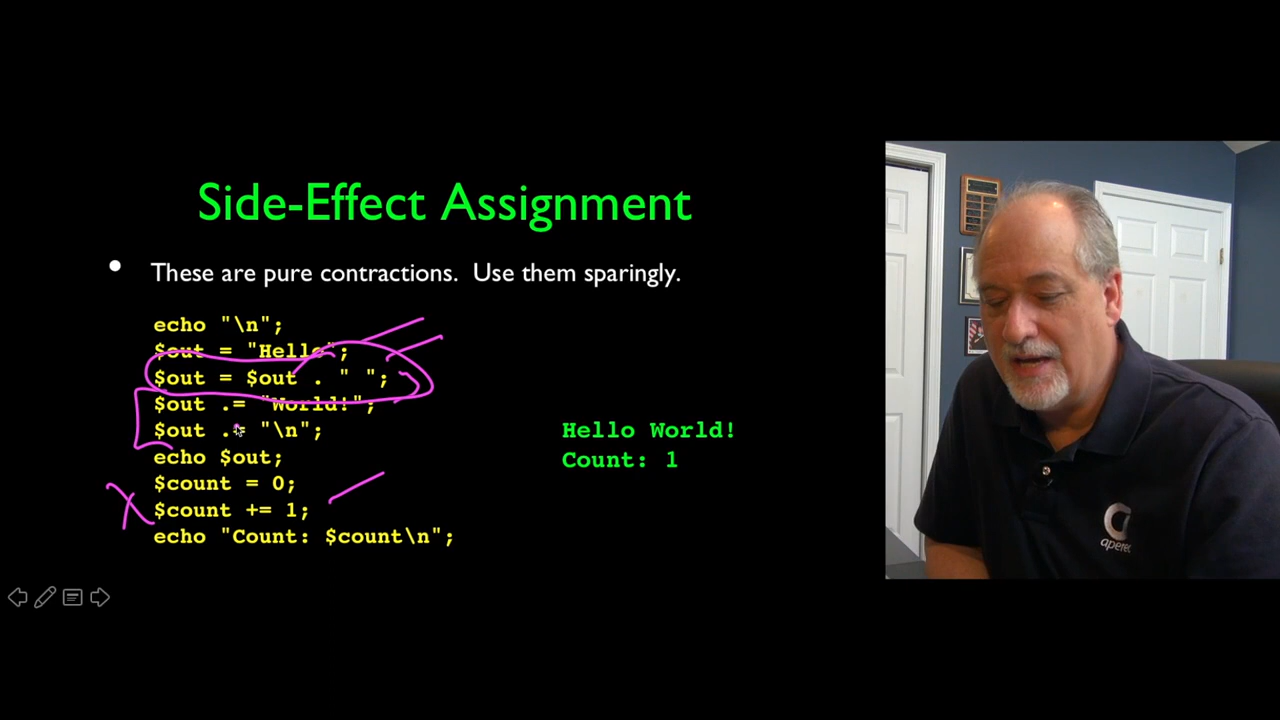 Side-Effect Assignment
• These are pure contractions. Use them sparingly.
echo "\n";
$out = "Hello";
$out = $out . " ";
$out .= "World!";
$out .= "\n";
echo $out;
$count = 0;
$count += 1;
echo "Count: $count\n";
Hello World!
Count: 1